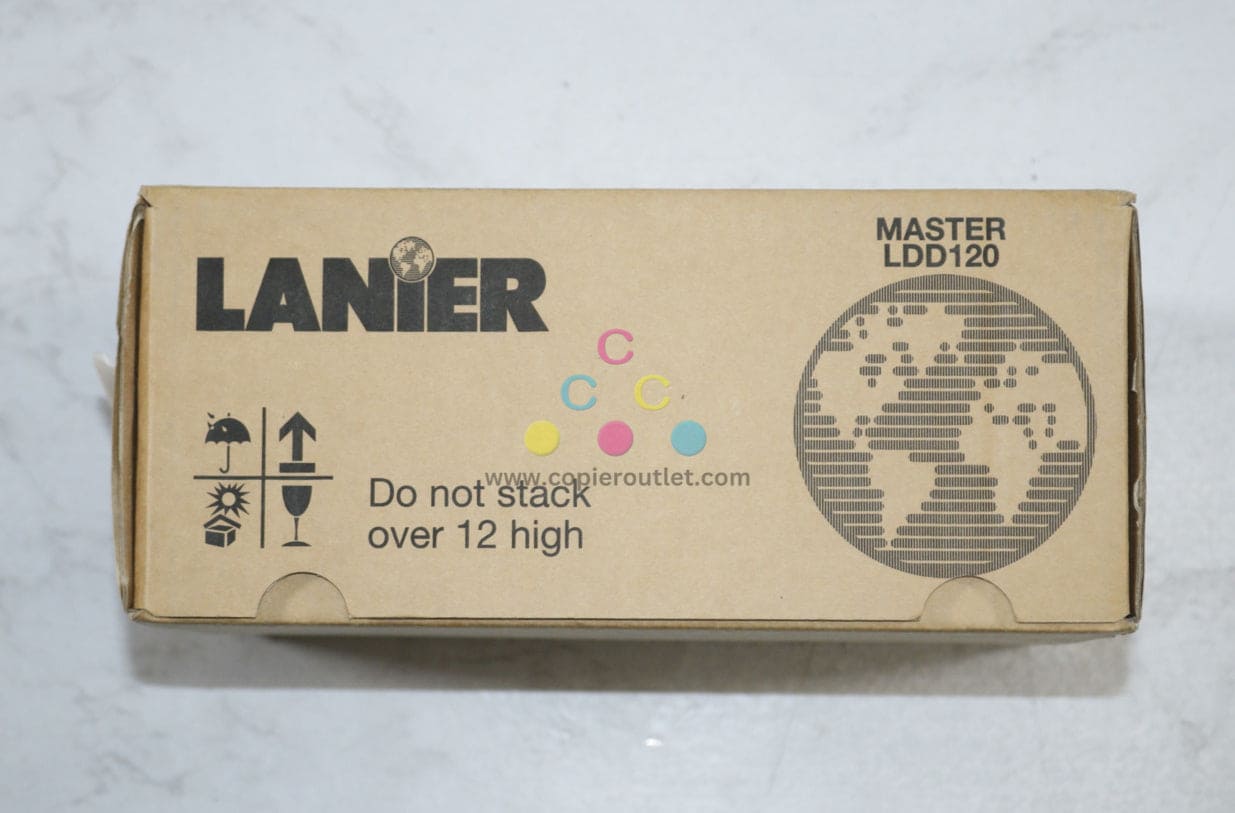 LANiER
MASTER
LDD120
C
C C
www.copieroutlet.com
Do not stack
over 12 high